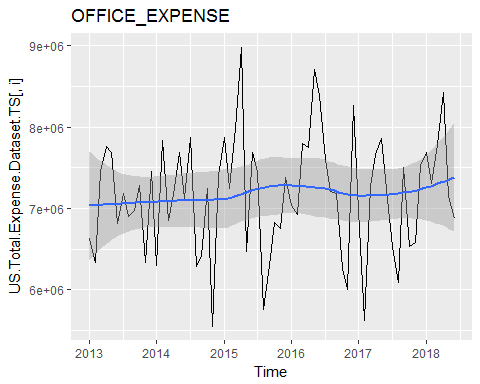 OFFICE_EXPENSE
US.Total.Expense.Dataset.TS[, i]
9e+06
8e+06
7e+06
6e+06
2013 2014 2015 2016 2017 2018
Time